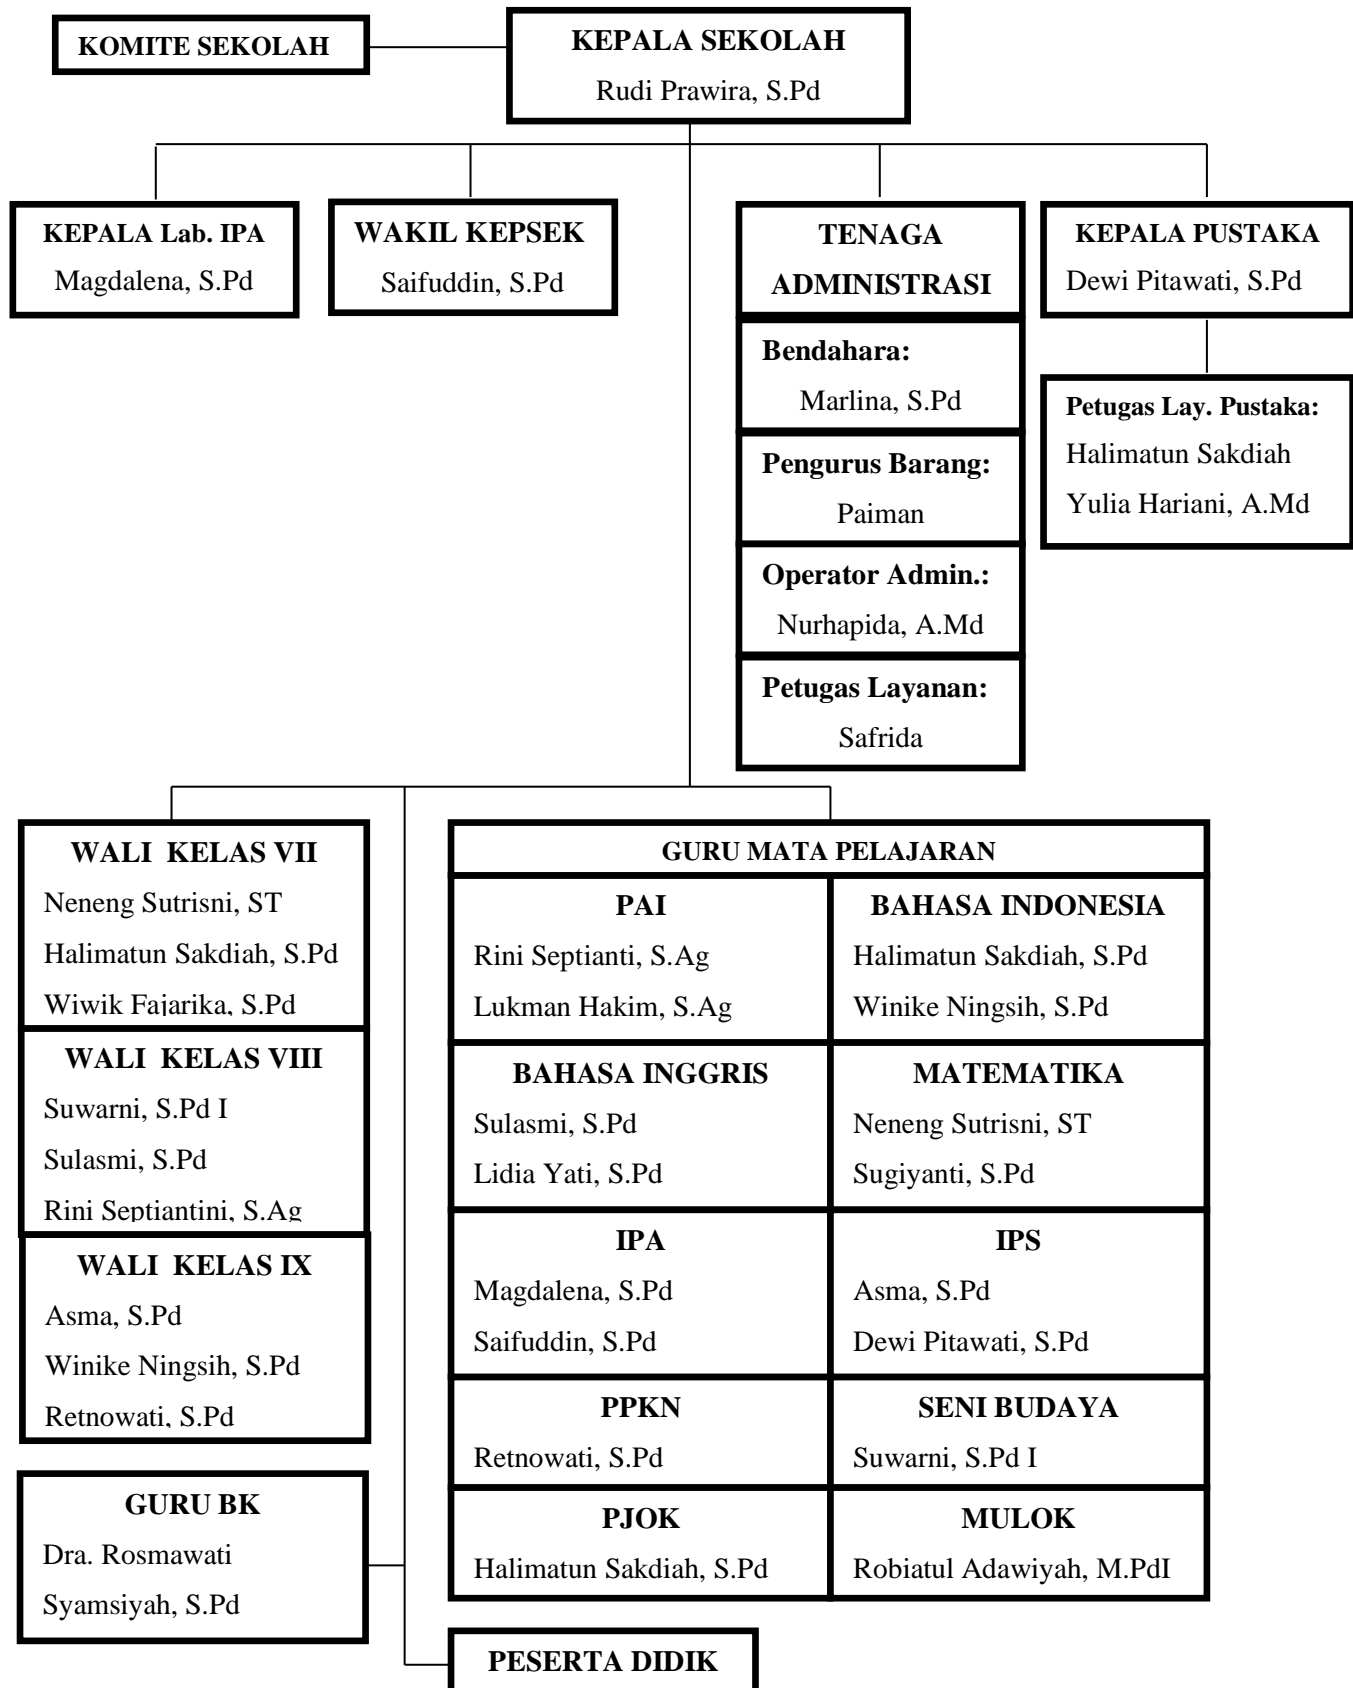 KOMITE SEKOLAH
KEPALA SEKOLAH
Rudi Prawira, S.Pd
KEPALA Lab. IPA
Magdalena, S.Pd
WAKIL KEPSEK
Saifuddin, S.Pd
TENAGA
ADMINISTRASI
Bendahara:
Marlina, S.Pd
Pengurus Barang:
Paiman
Operator Admin.:
Nurhapida, A.Md
Petugas Layanan:
Safrida
KEPALA PUSTAKA
Dewi Pitawati, S.Pd
Petugas Lay. Pustaka:
Halimatun Sakdiah
Yulia Hariani, A.Md
WALI KELAS VII
Neneng Sutrisni, ST
Halimatun Sakdiah, S.Pd
Wiwik Fajarika, S.Pd
WALI KELAS VIII
Suwarni, S.Pd I
Sulasmi, S.Pd
Rini Septiantini, S.Ag
WALI KELAS IX
Asma, S.Pd
Winike Ningsih, S.Pd
Retnowati, S.Pd
GURU BK
Dra. Rosmawati
Syamsiyah, S.Pd
GURU MATA PELAJARAN
PAI
Rini Septianti, S.Ag
Lukman Hakim, S.Ag
BAHASA INDONESIA
Halimatun Sakdiah, S.Pd
Winike Ningsih, S.Pd
BAHASA INGGRIS
Sulasmi, S.Pd
Lidia Yati, S.Pd
MATEMATIKA
Neneng Sutrisni, ST
Sugiyanti, S.Pd
IPA
Magdalena, S.Pd
Saifuddin, S.Pd
IPS
Asma, S.Pd
Dewi Pitawati, S.Pd
PPKN
Retnowati, S.Pd
SENI BUDAYA
Suwarni, S.Pd I
PJOK
Halimatun Sakdiah, S.Pd
MULOK
Robiatul Adawiyah, M.PdI
PESERTA DIDIK